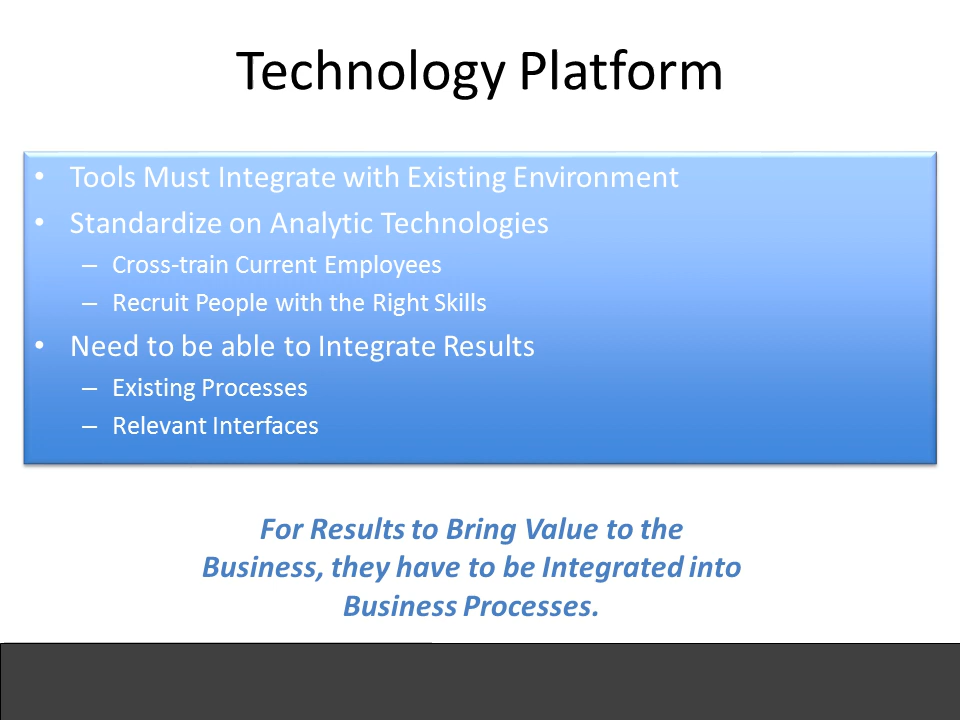 Technology Platform
• Tools Must Integrate with Existing Environment
• Standardize on Analytic Technologies
– Cross-train Current Employees
– Recruit People with the Right Skills
• Need to be able to Integrate Results
– Existing Processes
– Relevant Interfaces
For Results to Bring Value to the
Business, they have to be Integrated into
Business Processes.